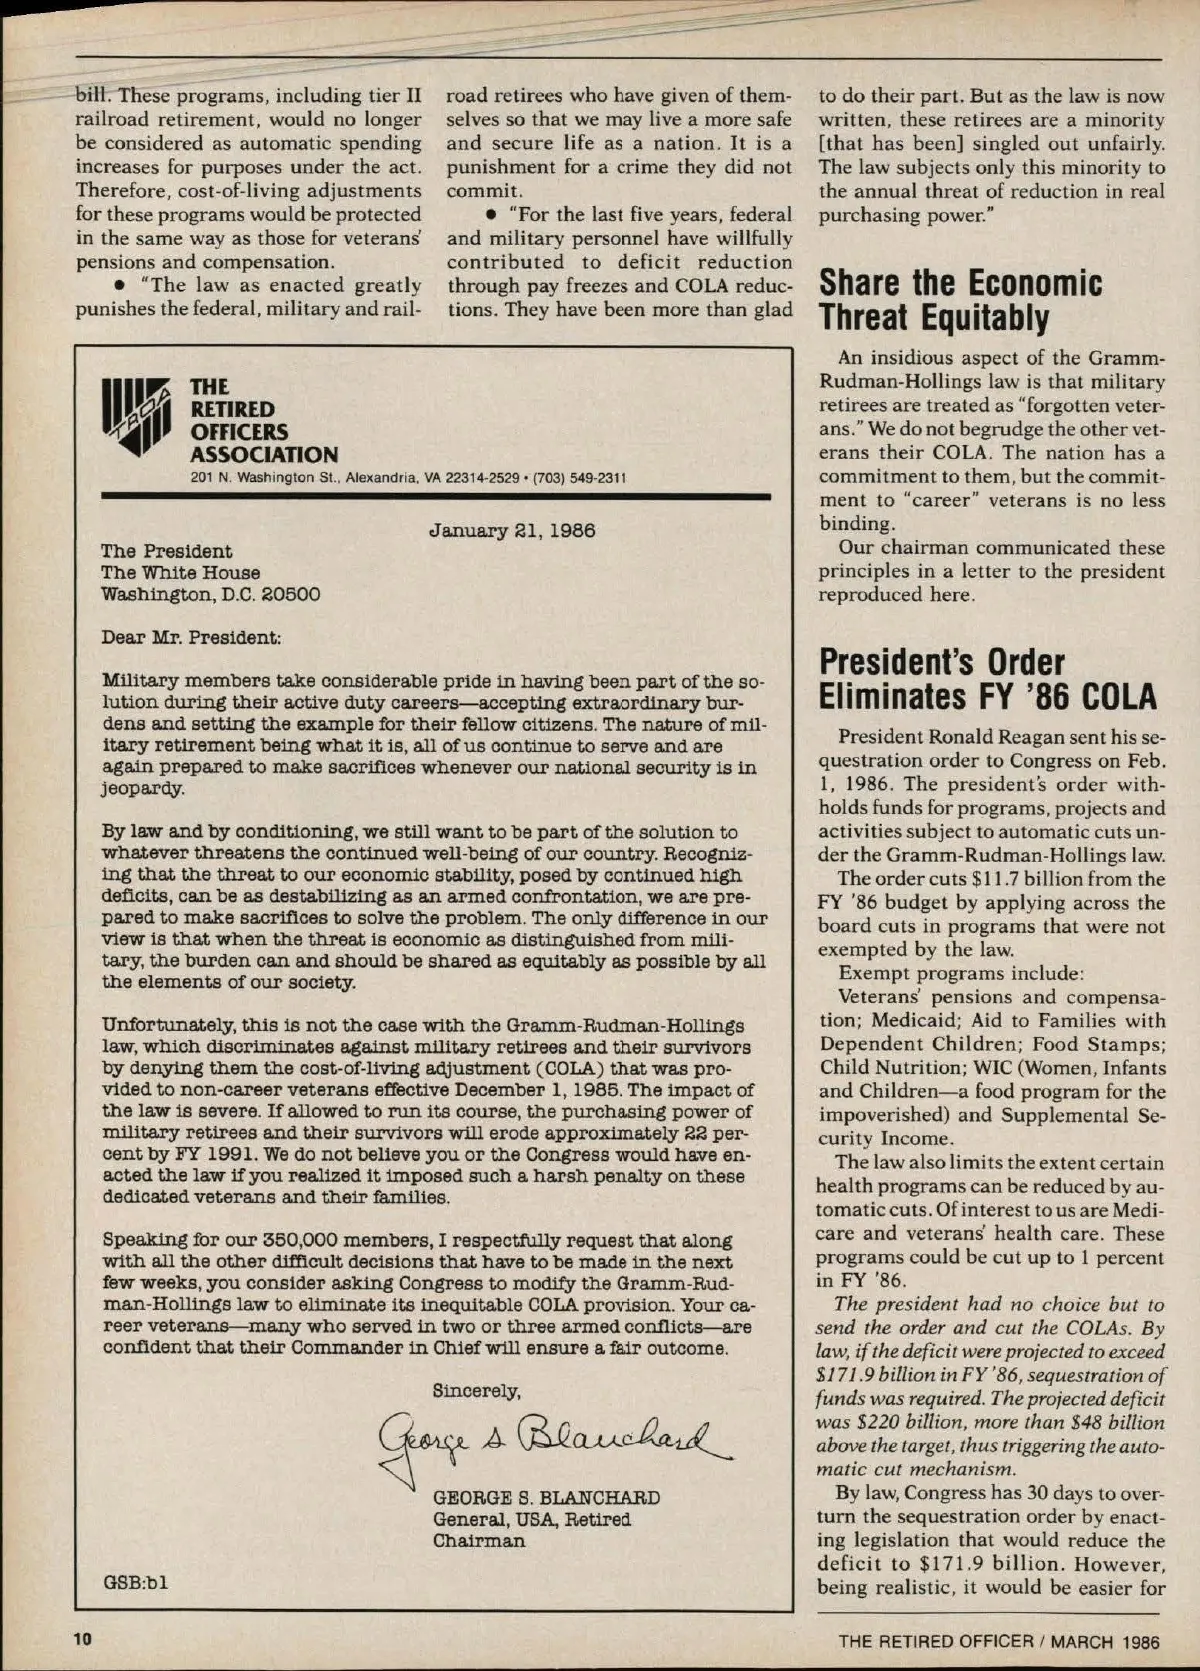 bill. These programs, including tier II
railroad retirement, would no longer
be considered as automatic spending
increases for purposes under the act.
Therefore, cost-of-living adjustments
for these programs would be protected
in the same way as those for veterans'
pensions and compensation.
● "The law as enacted greatly
punishes the federal, military and rail-
road retirees who have given of them-
selves so that we may live a more safe
and secure life as a nation. It is a
punishment for a crime they did not
commit.
● "For the last five years, federal
and military personnel have willfully
contributed to deficit reduction
through pay freezes and COLA reduc-
tions. They have been more than glad
to do their part. But as the law is now
written, these retirees are a minority
[that has been] singled out unfairly.
The law subjects only this minority to
the annual threat of reduction in real
purchasing power."
Share the Economic
Threat Equitably
An insidious aspect of the Gramm-
Rudman-Hollings law is that military
retirees are treated as "forgotten veter-
ans." We do not begrudge the other vet-
erans their COLA. The nation has a
commitment to them, but the commit-
ment to "career" veterans is no less
binding.
Our chairman communicated these
principles in a letter to the president
reproduced here.
President's Order
Eliminates FY '86 COLA
President Ronald Reagan sent his se-
questration order to Congress on Feb.
1, 1986. The president's order with-
holds funds for programs, projects and
activities subject to automatic cuts un-
der the Gramm-Rudman-Hollings law.
The order cuts $11.7 billion from the
FY '86 budget by applying across the
board cuts in programs that were not
exempted by the law.
Exempt programs include:
Veterans' pensions and compensa-
tion; Medicaid; Aid to Families with
Dependent Children; Food Stamps;
Child Nutrition; WIC (Women, Infants
and Children—a food program for the
impoverished) and Supplemental Se-
curity Income.
The law also limits the extent certain
health programs can be reduced by au-
tomatic cuts. Of interest to us are Medi-
care and veterans' health care. These
programs could be cut up to 1 percent
in FY '86.
The president had no choice but to
send the order and cut the COLAs. By
law, if the deficit were projected to exceed
$171.9 billion in FY '86, sequestration of
funds was required. The projected deficit
was $220 billion, more than $48 billion
above the target, thus triggering the auto-
matic cut mechanism.
By law, Congress has 30 days to over-
turn the sequestration order by enact-
ing legislation that would reduce the
deficit to $171.9 billion. However,
being realistic, it would be easier for
TROA
THE
RETIRED
OFFICERS
ASSOCIATION
201 N. Washington St., Alexandria, VA 22314-2529 • (703) 549-2311
January 21, 1986
The President
The White House
Washington, D.C. 20500
Dear Mr. President:
Military members take considerable pride in having been part of the so-
lution during their active duty careers—accepting extraordinary bur-
dens and setting the example for their fellow citizens. The nature of mil-
itary retirement being what it is, all of us continue to serve and are
again prepared to make sacrifices whenever our national security is in
jeopardy.
By law and by conditioning, we still want to be part of the solution to
whatever threatens the continued well-being of our country. Recogniz-
ing that the threat to our economic stability, posed by continued high
deficits, can be as destabilizing as an armed confrontation, we are pre-
pared to make sacrifices to solve the problem. The only difference in our
view is that when the threat is economic as distinguished from mili-
tary, the burden can and should be shared as equitably as possible by all
the elements of our society.
Unfortunately, this is not the case with the Gramm-Rudman-Hollings
law, which discriminates against military retirees and their survivors
by denying them the cost-of-living adjustment (COLA) that was pro-
vided to non-career veterans effective December 1, 1985. The impact of
the law is severe. If allowed to run its course, the purchasing power of
military retirees and their survivors will erode approximately 22 per-
cent by FY 1991. We do not believe you or the Congress would have en-
acted the law if you realized it imposed such a harsh penalty on these
dedicated veterans and their families.
Speaking for our 350,000 members, I respectfully request that along
with all the other difficult decisions that have to be made in the next
few weeks, you consider asking Congress to modify the Gramm-Rud-
man-Hollings law to eliminate its inequitable COLA provision. Your ca-
reer veterans—many who served in two or three armed conflicts—are
confident that their Commander in Chief will ensure a fair outcome.
Sincerely,
George S Blanchard
GEORGE S. BLANCHARD
General, USA, Retired
Chairman
GSB:bl
10
THE RETIRED OFFICER / MARCH 1986